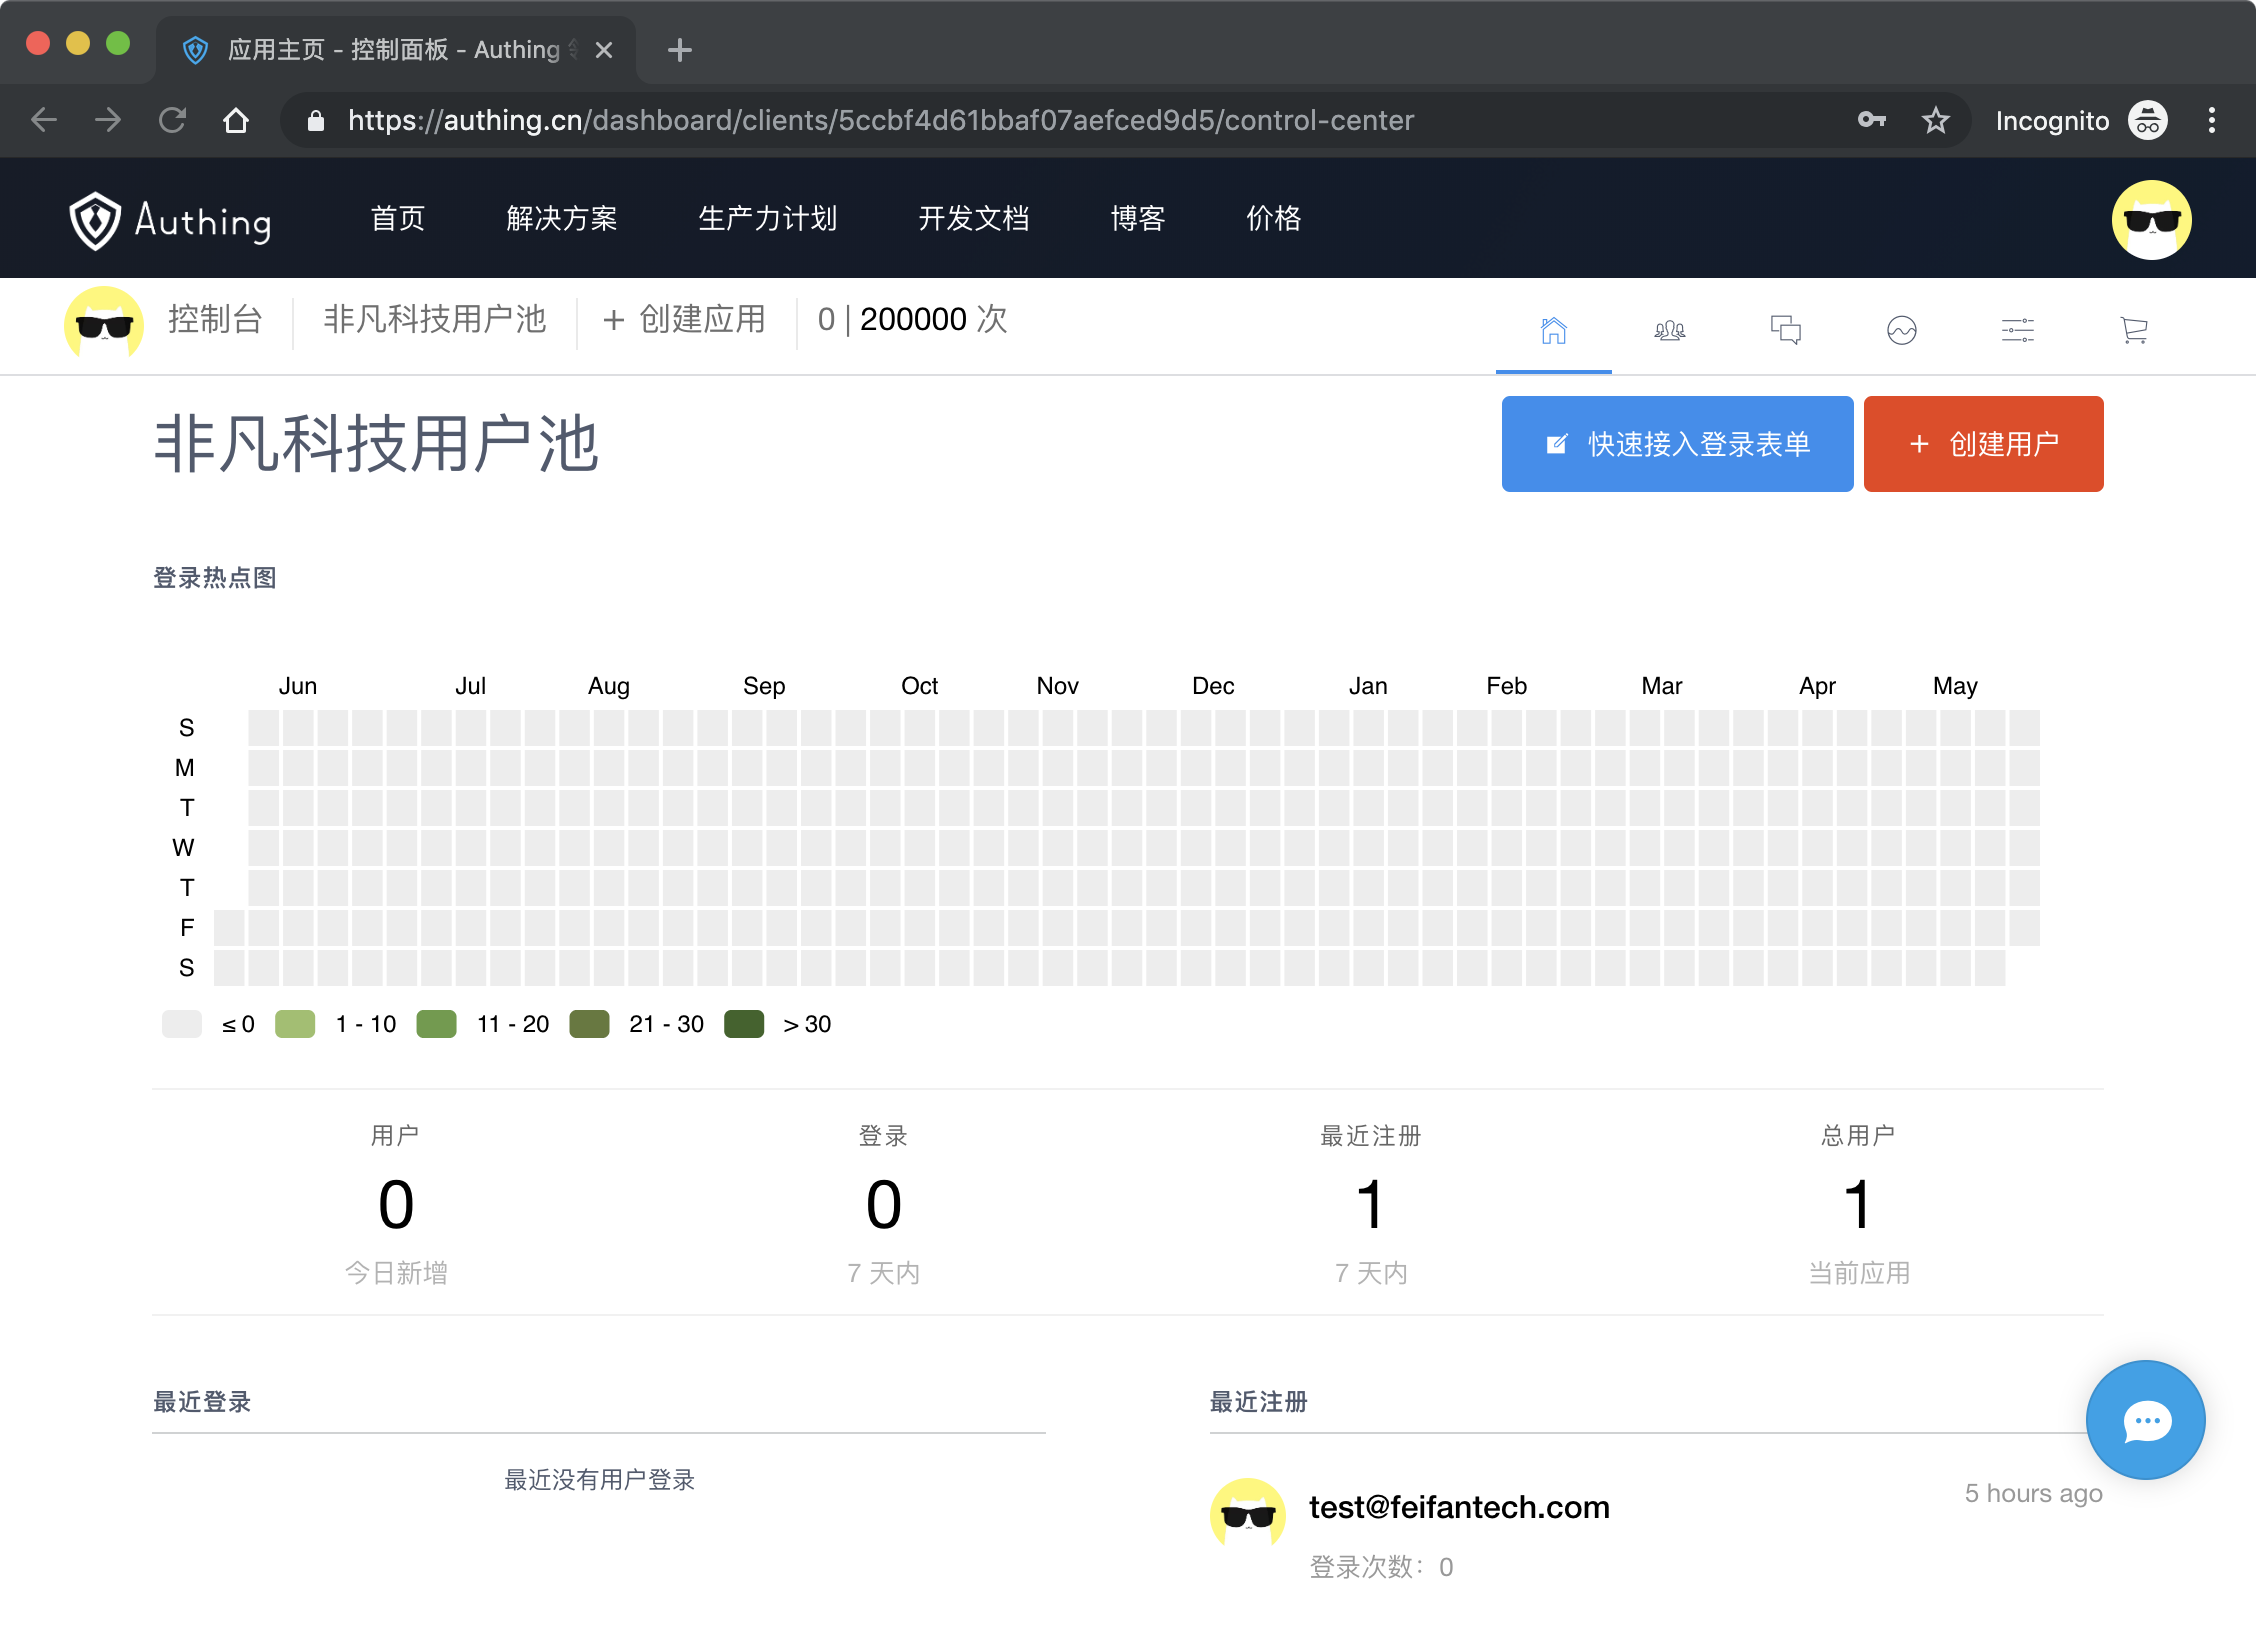 应用主页 - 控制面板 - Authing
https://authing.cn/dashboard/clients/5ccbf4d61bbaf07aefced9d5/control-center
Incognito
Authing
首页
解决方案
生产力计划
开发文档
博客
价格
控制台
非凡科技用户池
+ 创建应用
0 | 200000 次
非凡科技用户池
快速接入登录表单
+ 创建用户
登录热点图
Jun Jul Aug Sep Oct Nov Dec Jan Feb Mar Apr May
S
M
T
W
T
F
S
≤ 0 1 - 10 11 - 20 21 - 30 > 30
用户
0
今日新增
登录
0
7 天内
最近注册
1
7 天内
总用户
1
当前应用
最近登录
最近没有用户登录
最近注册
test@feifantech.com
5 hours ago
登录次数：0